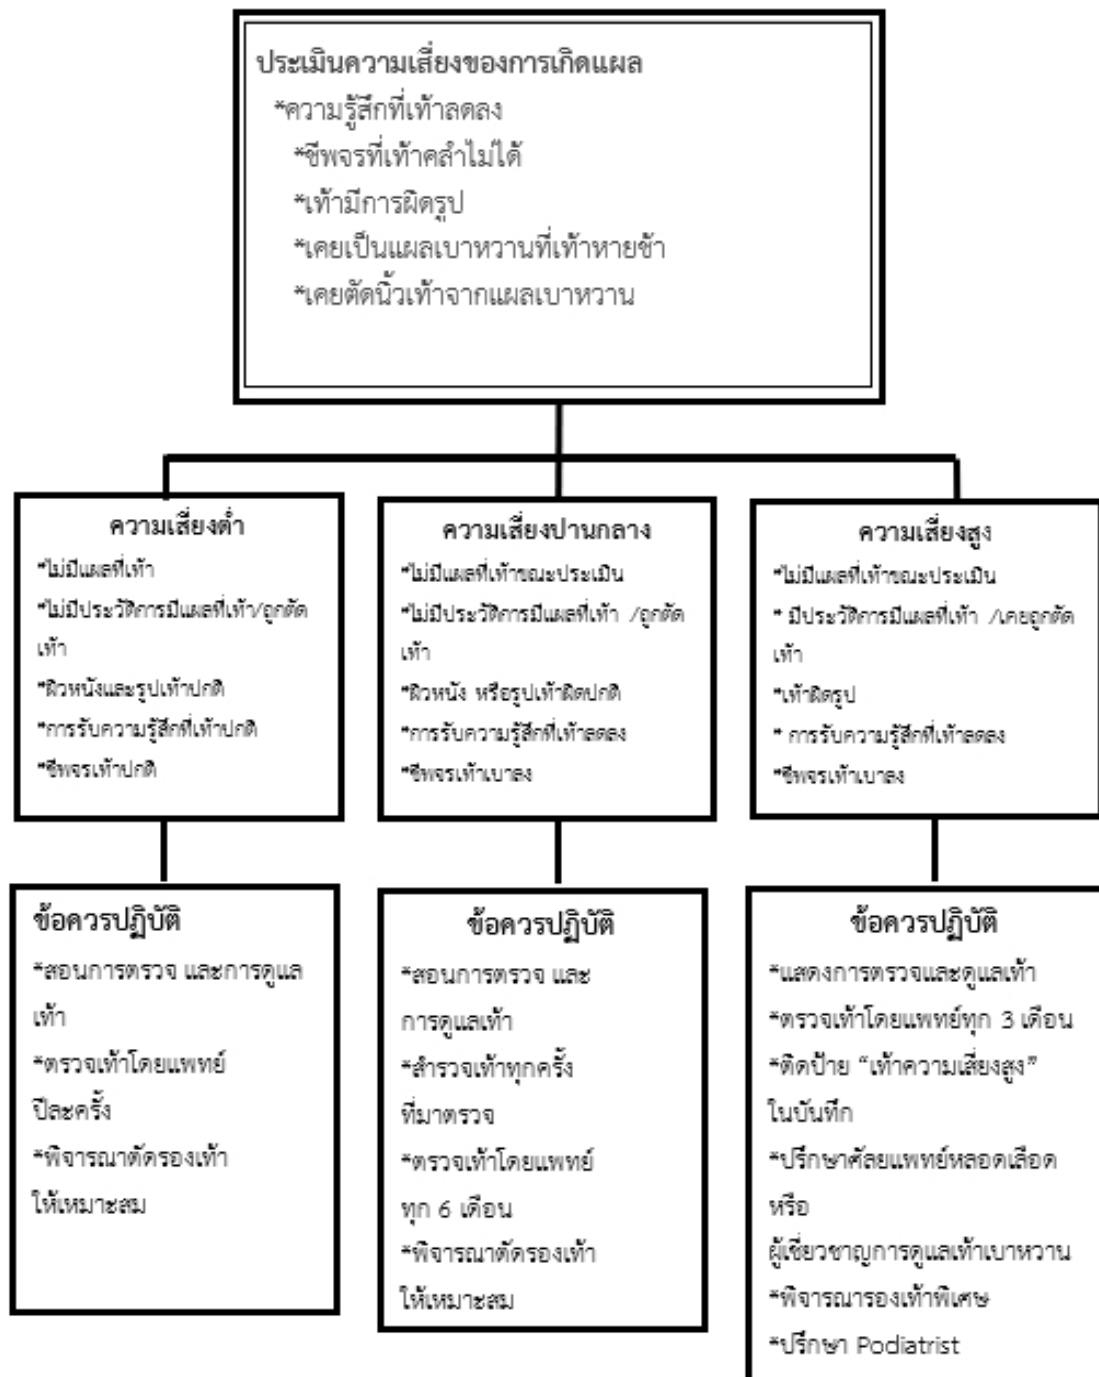 ประเมินความเสี่ยงของการเกิดแผล
*ความรู้สึกที่เท้าลดลง
*ชีพจรที่เท้าคลำไม่ได้
*เท้ามีการผิดรูป
*เคยเป็นแผลเบาหวานที่เท้าหายช้า
*เคยตัดนิ้วเท้าจากแผลเบาหวาน
ความเสี่ยงต่ำ
*ไม่มีแผลที่เท้า
*ไม่มีประวัติการมีแผลที่เท้า/ถูกตัด
เท้า
*ผิวหนังและรูปเท้าปกติ
*การรับความรู้สึกที่เท้าปกติ
*ชีพจรเท้าปกติ
ความเสี่ยงปานกลาง
*ไม่มีแผลที่เท้าขณะประเมิน
*ไม่มีประวัติการมีแผลที่เท้า /ถูกตัด
เท้า
*ผิวหนัง หรือรูปเท้าผิดปกติ
*การรับความรู้สึกที่เท้าลดลง
*ชีพจรเท้าเบาลง
ความเสี่ยงสูง
*ไม่มีแผลที่เท้าขณะประเมิน
* มีประวัติการมีแผลที่เท้า /เคยถูกตัด
เท้า
*เท้าผิดรูป
* การรับความรู้สึกที่เท้าลดลง
*ชีพจรเท้าเบาลง
ข้อควรปฏิบัติ
*สอนการตรวจ และการดูแล
เท้า
*ตรวจเท้าโดยแพทย์
ปีละครั้ง
*พิจารณาตัดรองเท้า
ให้เหมาะสม
ข้อควรปฏิบัติ
*สอนการตรวจ และ
การดูแลเท้า
*สำรวจเท้าทุกครั้ง
ที่มาตรวจ
*ตรวจเท้าโดยแพทย์
ทุก 6 เดือน
*พิจารณาตัดรองเท้า
ให้เหมาะสม
ข้อควรปฏิบัติ
*แสดงการตรวจและดูแลเท้า
*ตรวจเท้าโดยแพทย์ทุก 3 เดือน
*ติดป้าย “เท้าความเสี่ยงสูง”
ในบันทึก
*ปรึกษาศัลยแพทย์หลอดเลือด
หรือ
ผู้เชี่ยวชาญการดูแลเท้าเบาหวาน
*พิจารณารองเท้าพิเศษ
*ปรึกษา Podiatrist